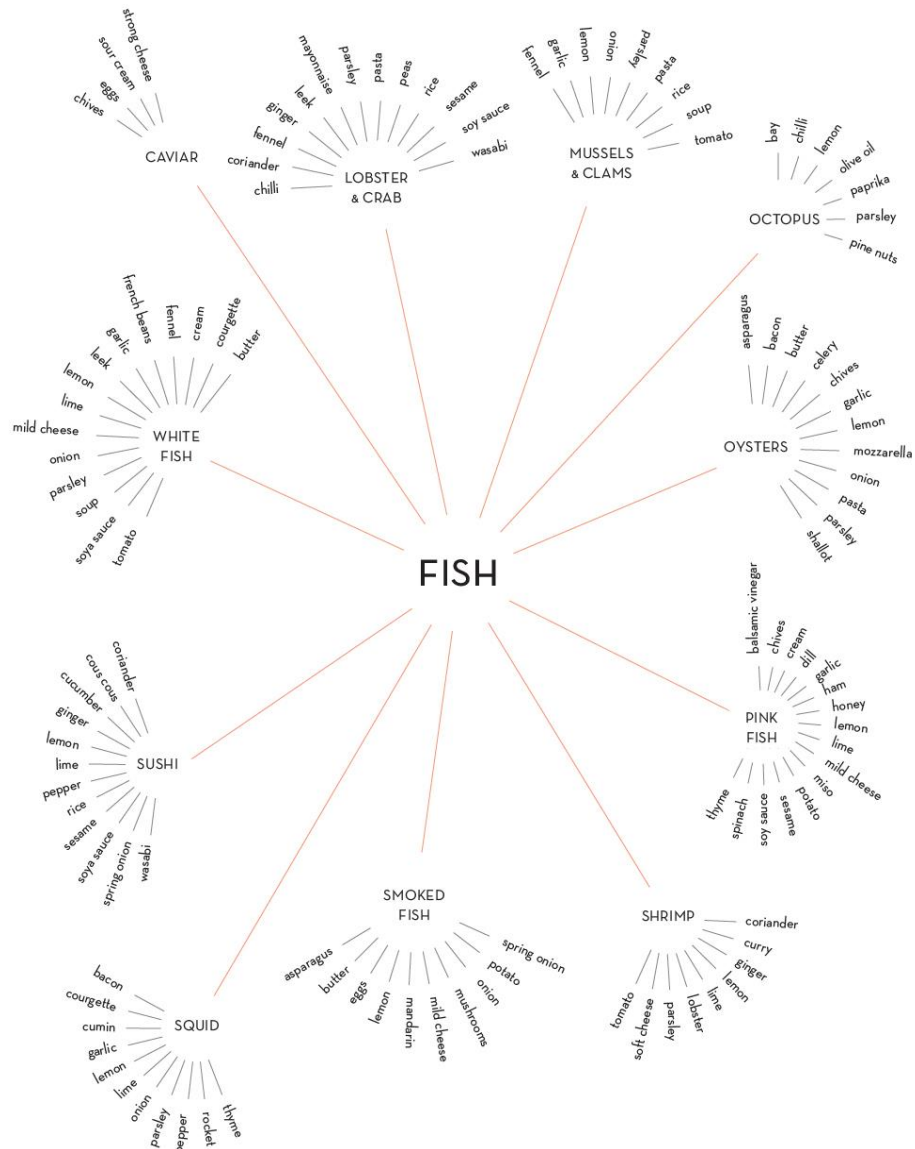 strong cheese
sour cream
eggs
chives
CAVIAR
chilli
coriander
fennel
ginger
leek
mayonnaise
parsley
pasta
peas
rice
sesame
soy sauce
wasabi
LOBSTER
& CRAB
fennel
garlic
lemon
onion
parsley
pasta
rice
soup
tomato
MUSSELS
& CLAMS
bay
chilli
lemon
olive oil
paprika
parsley
pine nuts
OCTOPUS
tomato
soya sauce
soup
parsley
onion
mild cheese
lime
lemon
leek
garlic
french beans
fennel
cream
courgette
butter
WHITE
FISH
asparagus
bacon
butter
celery
chives
garlic
lemon
mozzarella
onion
pasta
parsley
shallot
OYSTERS
FISH
balsamic vinegar
chives
cream
dill
garlic
ham
honey
lemon
lime
mild cheese
miso
potato
sesame
soy sauce
spinach
thyme
PINK
FISH
coriander
cous cous
cucumber
ginger
lemon
lime
pepper
rice
sesame
soya sauce
spring onion
wasabi
SUSHI
SMOKED
FISH
asparagus
butter
eggs
lemon
mandarin
mild cheese
mushrooms
onion
potato
spring onion
SHRIMP
coriander
curry
ginger
lemon
lime
lobster
parsley
soft cheese
tomato
bacon
courgette
cumin
garlic
lemon
lime
onion
parsley
pepper
rocket
thyme
SQUID